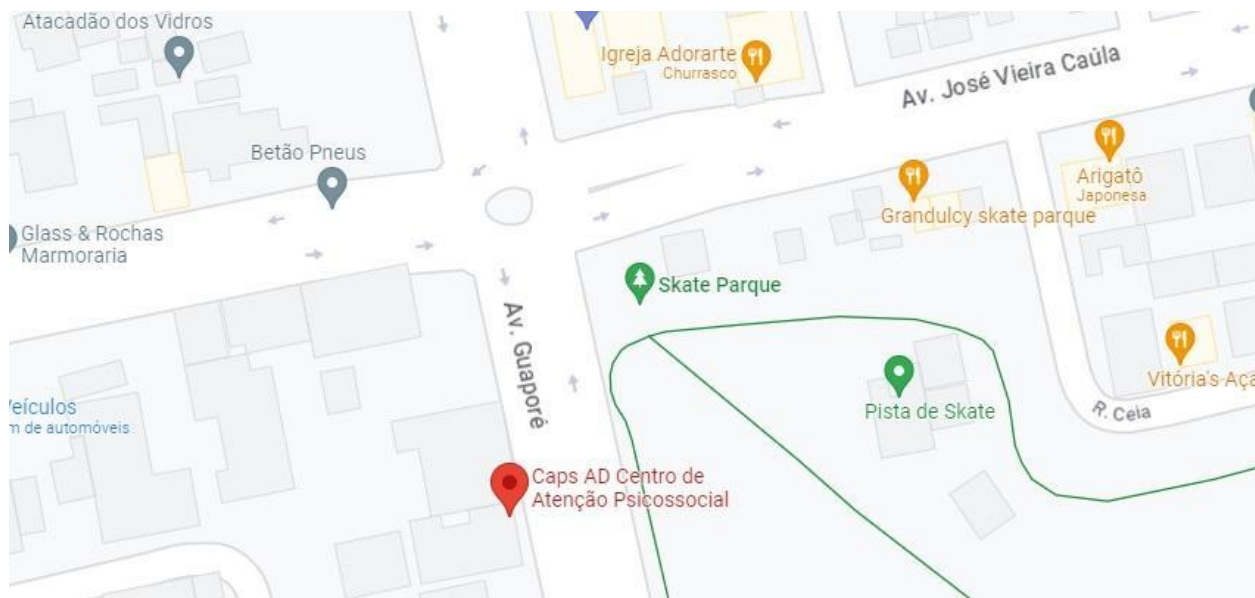 Atacadão dos Vidros
Igreja Adorarte
Churrasco
Av. José Vieira Caúla
Betão Pneus
Arigatô
Japonesa
Grandulcy skate parque
Glass & Rochas
Marmoraria
Skate Parque
Av. Guaporé
Vitória's Açaí
Pista de Skate
R. Ceia
eículos
m de automóveis
Caps AD Centro de
Atenção Psicossocial